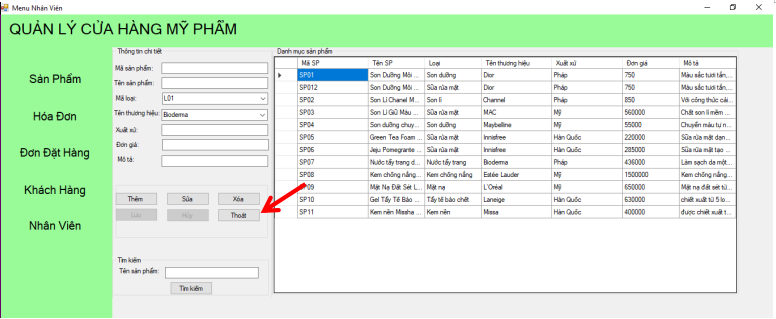 Menu Nhân Viên
QUẢN LÝ CỬA HÀNG MỸ PHẨM
Sản Phẩm
Hóa Đơn
Đơn Đặt Hàng
Khách Hàng
Nhân Viên
Thông tin chi tiết
Mã sản phẩm:
Tên sản phẩm:
Mã loại: L01
Tên thương hiệu: Bioderma
Xuất xứ:
Đơn giá:
Mô tả:
Thêm Sửa Xóa
Lưu Hủy Thoát
Tìm kiếm
Tên sản phẩm:
Tìm kiếm
Danh mục sản phẩm
Mã SP Tên SP Loại Tên thương hiệu Xuất xứ Đơn giá Mô tả
SP01 Son Dưỡng Môi ... Son dưỡng Dior Pháp 750 Màu sắc tươi tắn,...
SP012 Son Dưỡng Môi ... Sữa rửa mặt Dior Pháp 750 Màu sắc tươi tắn,...
SP02 Son Lì Chanel M... Son lì Channel Pháp 850 Với công thức cải...
SP03 Son Lì Giữ Màu ... Sữa rửa mặt MAC Mỹ 560000 Chất son lì mềm ...
SP04 Son dưỡng chuy... Son dưỡng Maybelline Mỹ 55000 Chuyển màu tự n...
SP05 Green Tea Foam ... Sữa rửa mặt Innisfree Hàn Quốc 220000 Sữa rửa mặt dạn...
SP06 Jeju Pomegrante ... Sữa rửa mặt Innisfree Hàn Quốc 285000 Sữa rửa mặt tạo ...
SP07 Nước tẩy trang d... Nước tẩy trang Bioderma Pháp 436000 Làm sạch da một...
SP08 Kem chống nắng... Kem chống nắng Estée Lauder Mỹ 1500000 Kem chống nắng...
SP09 Mặt Nạ Đất Sét L... Mặt nạ L'Oréal Mỹ 650000 Mặt nạ đất sét từ...
SP10 Gel Tẩy Tế Bào ... Tẩy tế bào chết Laneige Hàn Quốc 630000 chiết xuất từ 5 lo...
SP11 Kem nền Missha ... Kem nền Missa Hàn Quốc 400000 được chiết xuất t...